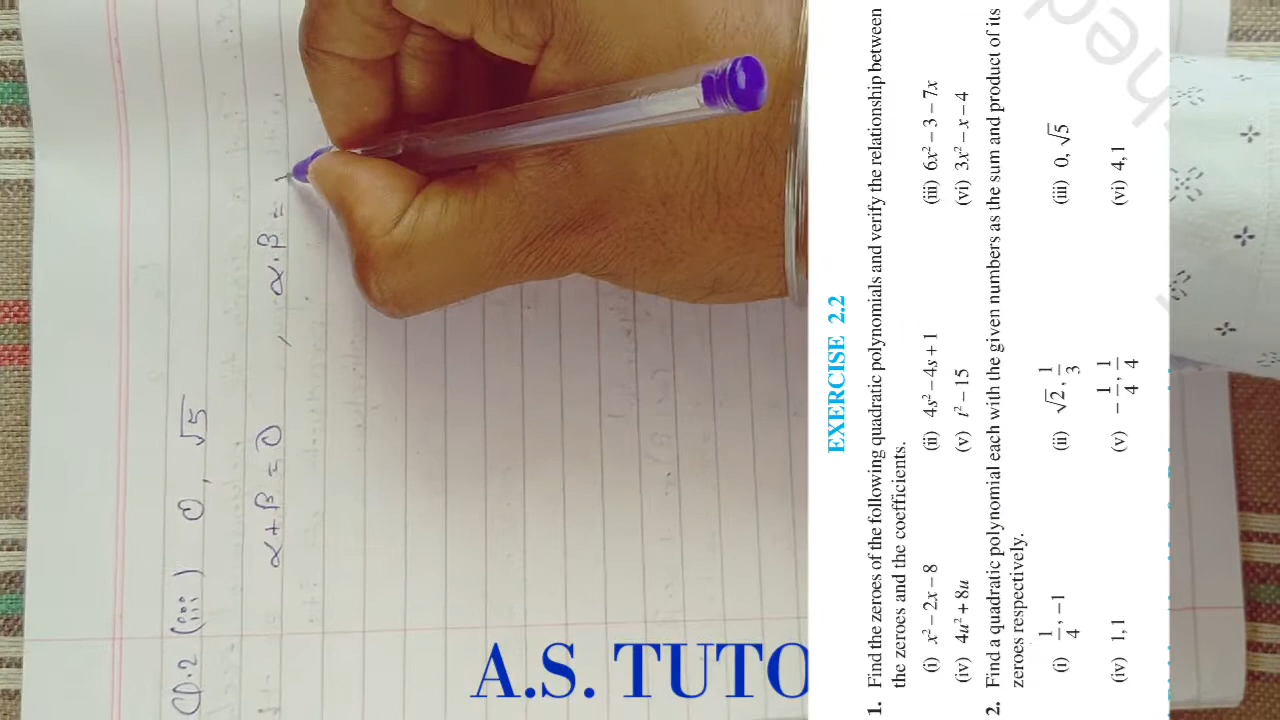 Q.2 (iii) 0, √5
α+β = 0 , α.β =
A.S. TUTO
EXERCISE 2.2
1. Find the zeroes of the following quadratic polynomials and verify the relationship between
the zeroes and the coefficients.
(i) x² – 2x – 8 (ii) 4s² – 4s + 1 (iii) 6x² – 3 – 7x
(iv) 4u² + 8u (v) t² – 15 (vi) 3x² – x – 4
2. Find a quadratic polynomial each with the given numbers as the sum and product of its
zeroes respectively.
(i) 1/4, –1 (ii) √2, 1/3 (iii) 0, √5
(iv) 1, 1 (v) –1/4, 1/4 (vi) 4, 1